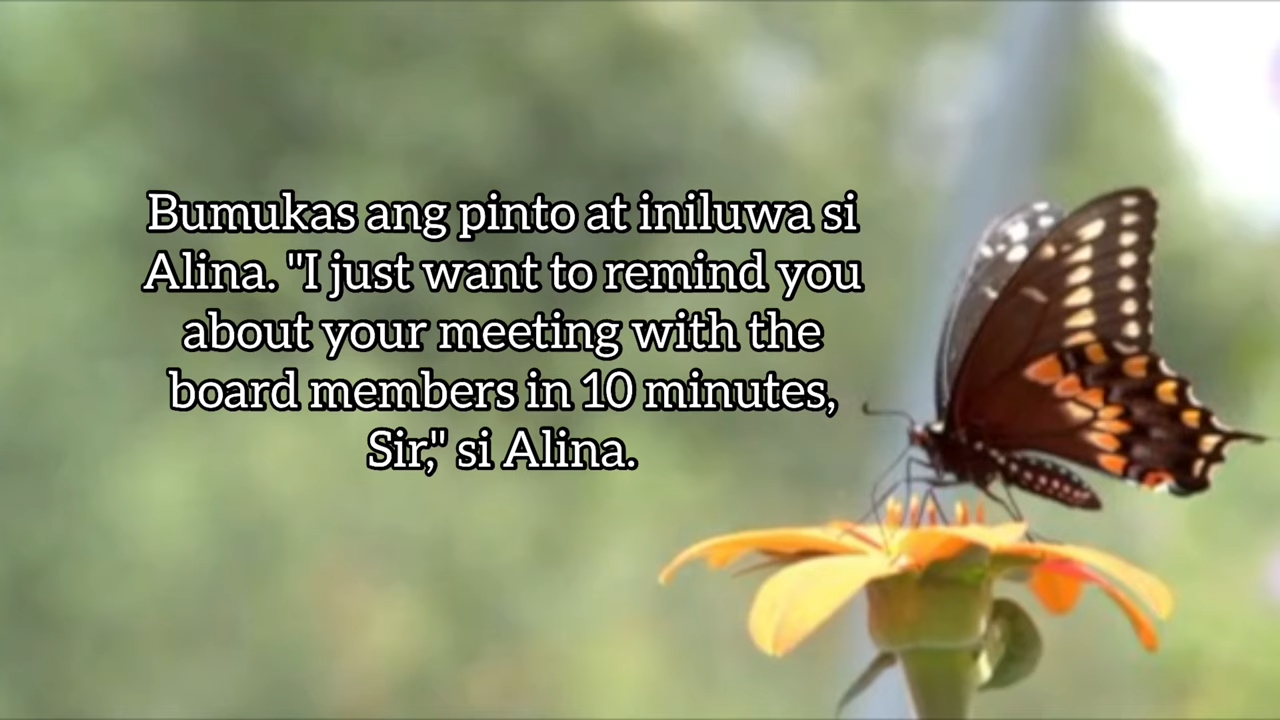 Bumukas ang pinto at iniluwa si
Alina. "I just want to remind you
about your meeting with the
board members in 10 minutes,
Sir," si Alina.